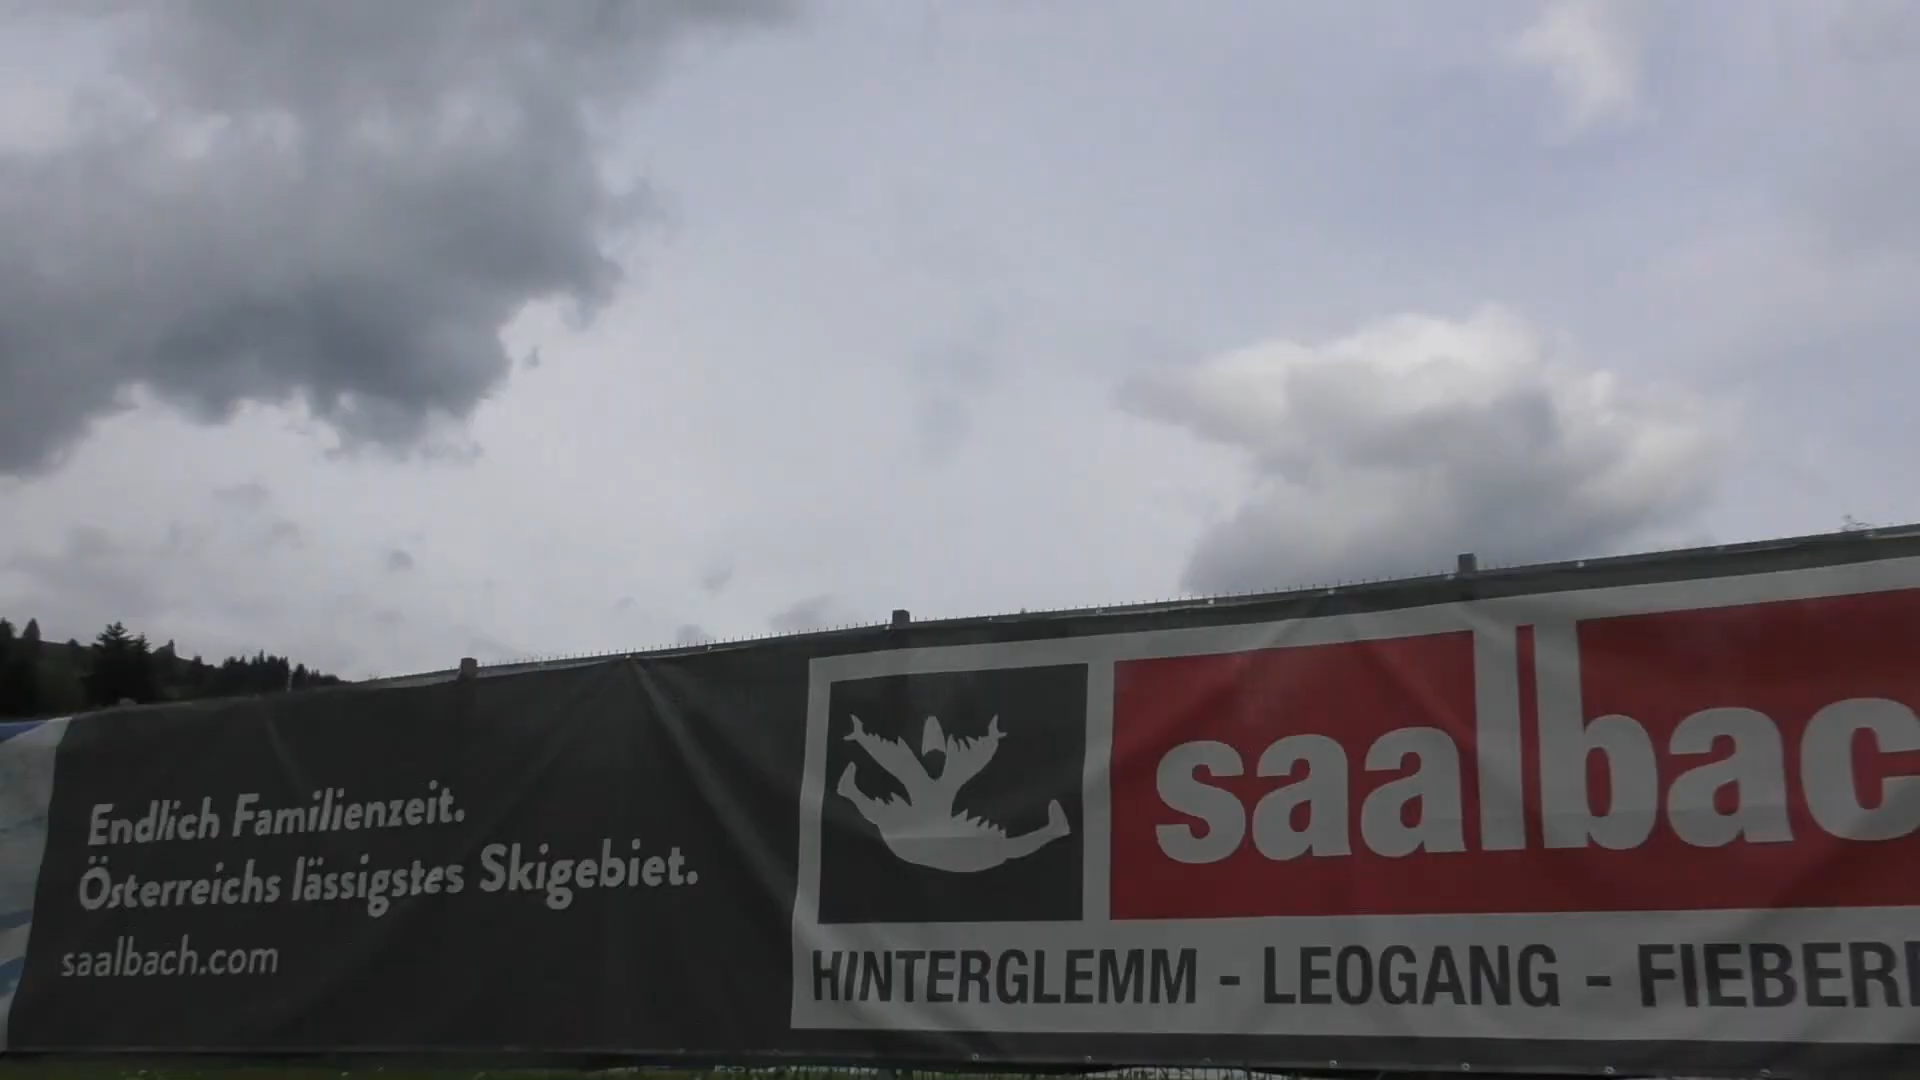 Endlich Familienzeit.
Österreichs lässigstes Skigebiet.
saalbach.com
saalbac
HINTERGLEMM - LEOGANG - FIEBER